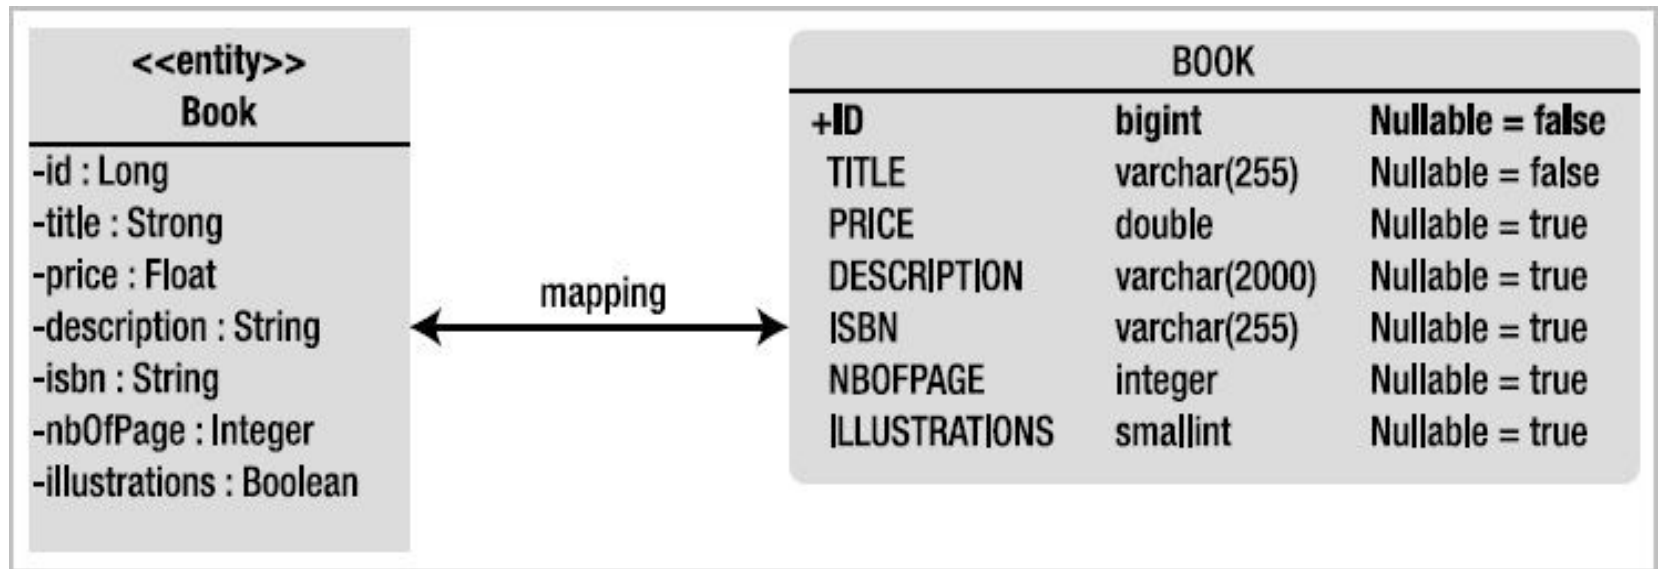 <<entity>>
Book
-id : Long
-title : Strong
-price : Float
-description : String
-isbn : String
-nbOfPage : Integer
-illustrations : Boolean
mapping
BOOK
+ID bigint Nullable = false
TITLE varchar(255) Nullable = false
PRICE double Nullable = true
DESCRIPTION varchar(2000) Nullable = true
ISBN varchar(255) Nullable = true
NBOFPAGE integer Nullable = true
ILLUSTRATIONS smallint Nullable = true